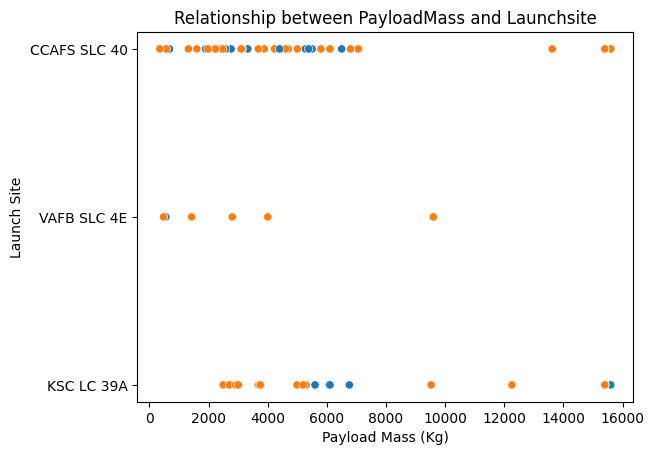 Relationship between PayloadMass and Launchsite
CCAFS SLC 40
VAFB SLC 4E
KSC LC 39A
Launch Site
0 2000 4000 6000 8000 10000 12000 14000 16000
Payload Mass (Kg)